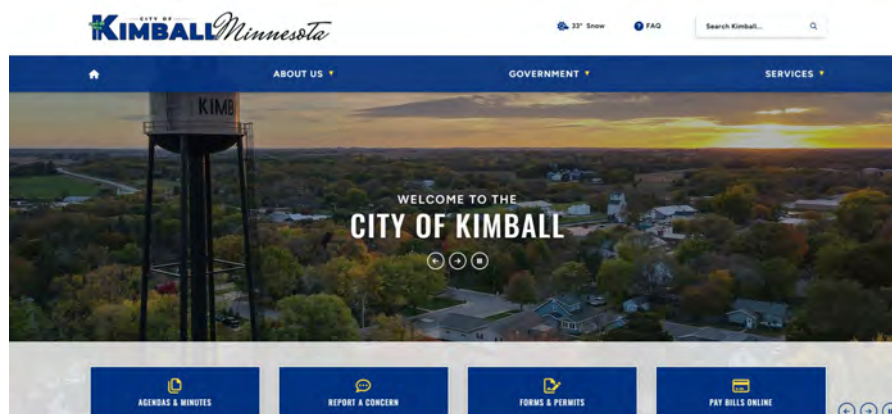 CITY OF
KIMBALL Minnesota
33° Snow
FAQ
Search Kimball...
ABOUT US
GOVERNMENT
SERVICES
KIMB
WELCOME TO THE
CITY OF KIMBALL
AGENDAS & MINUTES
REPORT A CONCERN
FORMS & PERMITS
PAY BILLS ONLINE